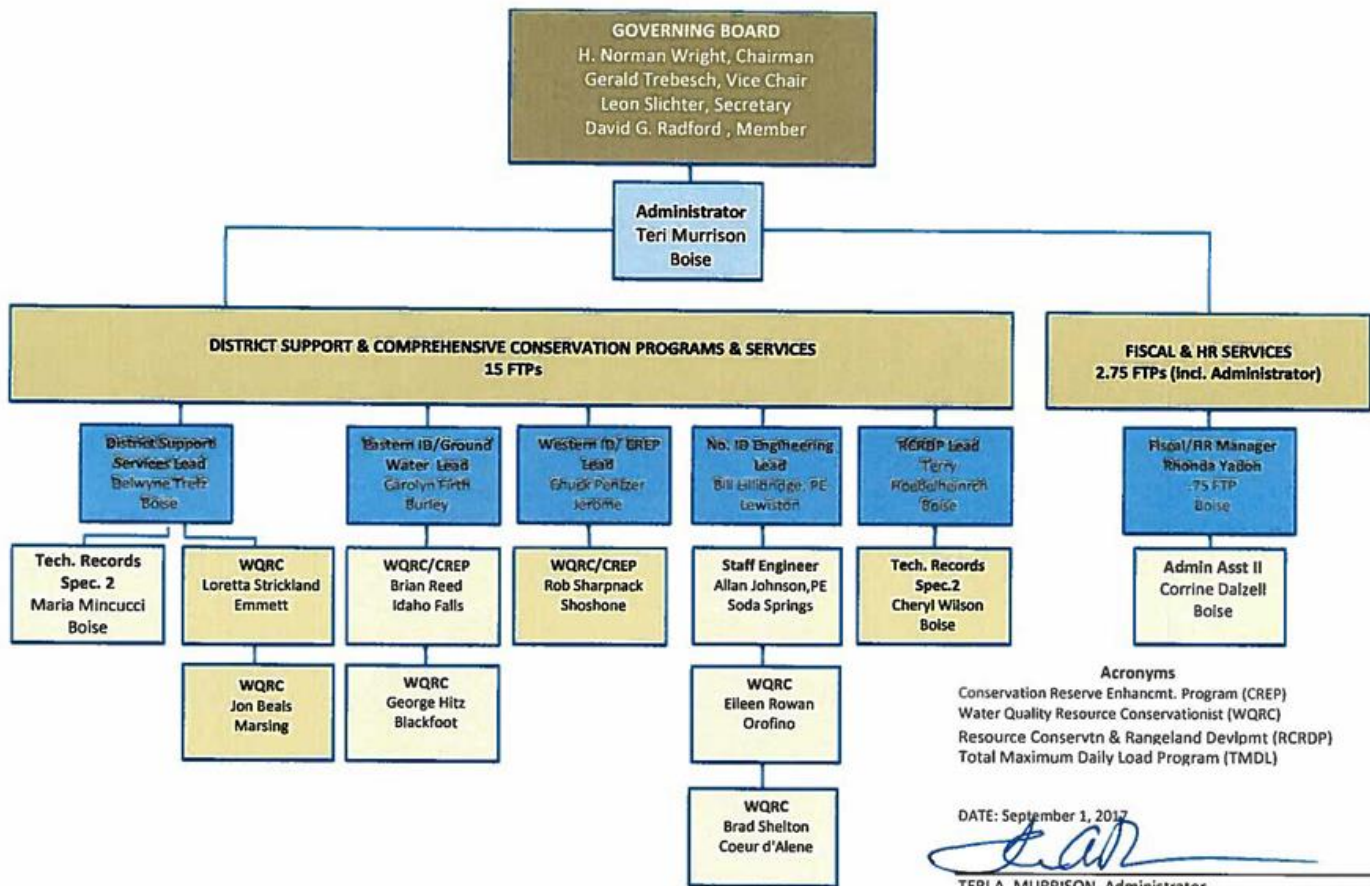 GOVERNING BOARD
H. Norman Wright, Chairman
Gerald Trebesch, Vice Chair
Leon Slichter, Secretary
David G. Radford , Member
Administrator
Teri Murrison
Boise
DISTRICT SUPPORT & COMPREHENSIVE CONSERVATION PROGRAMS & SERVICES
15 FTPs
FISCAL & HR SERVICES
2.75 FTPs (incl. Administrator)
District Support
Services Lead
Delwyne Trefz
Boise
Eastern ID/Ground
Water Lead
Carolyn Firth
Burley
Western ID/ CREP
Lead
Chuck Pentzer
Jerome
No. ID Engineering
Lead
Bill Lillibridge, PE
Lewiston
RCRDP Lead
Terry
Hoebelheinrich
Boise
Fiscal/HR Manager
Rhonda Yadon
.75 FTP
Boise
Tech. Records
Spec. 2
Maria Mincucci
Boise
WQRC
Loretta Strickland
Emmett
WQRC/CREP
Brian Reed
Idaho Falls
WQRC/CREP
Rob Sharpnack
Shoshone
Staff Engineer
Allan Johnson,PE
Soda Springs
Tech. Records
Spec.2
Cheryl Wilson
Boise
Admin Asst II
Corrine Dalzell
Boise
WQRC
Jon Beals
Marsing
WQRC
George Hitz
Blackfoot
WQRC
Eileen Rowan
Orofino
WQRC
Brad Shelton
Coeur d'Alene
Acronyms
Conservation Reserve Enhancmt. Program (CREP)
Water Quality Resource Conservationist (WQRC)
Resource Conservtn & Rangeland Devlpmt (RCRDP)
Total Maximum Daily Load Program (TMDL)
DATE: September 1, 2017
TERI A. MURRISON, Administrator